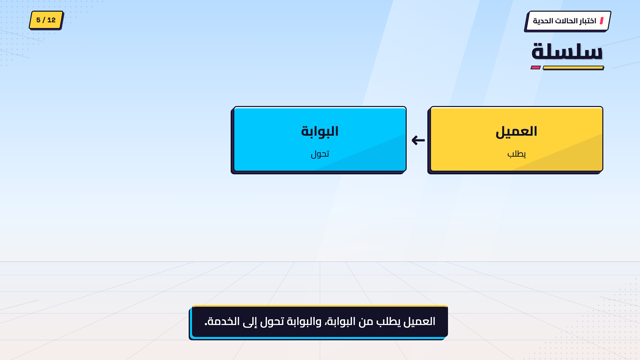 اختبار الحالات الحدية
5 / 12
سلسلة
العميل
يطلب
←
البوابة
تحول
العميل يطلب من البوابة، والبوابة تحول إلى الخدمة.